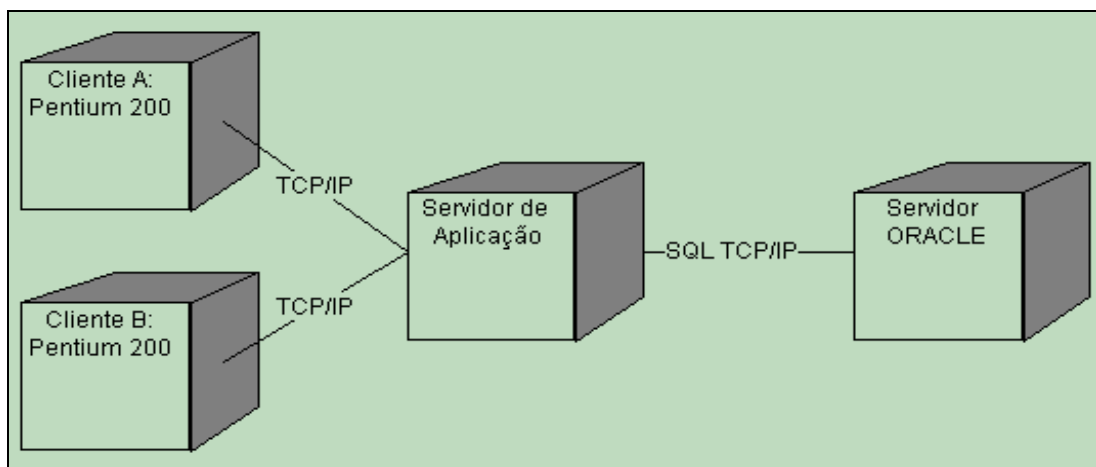 Cliente A:
Pentium 200
TCP/IP
Servidor de
Aplicação
SQL TCP/IP
Servidor
ORACLE
TCP/IP
Cliente B:
Pentium 200